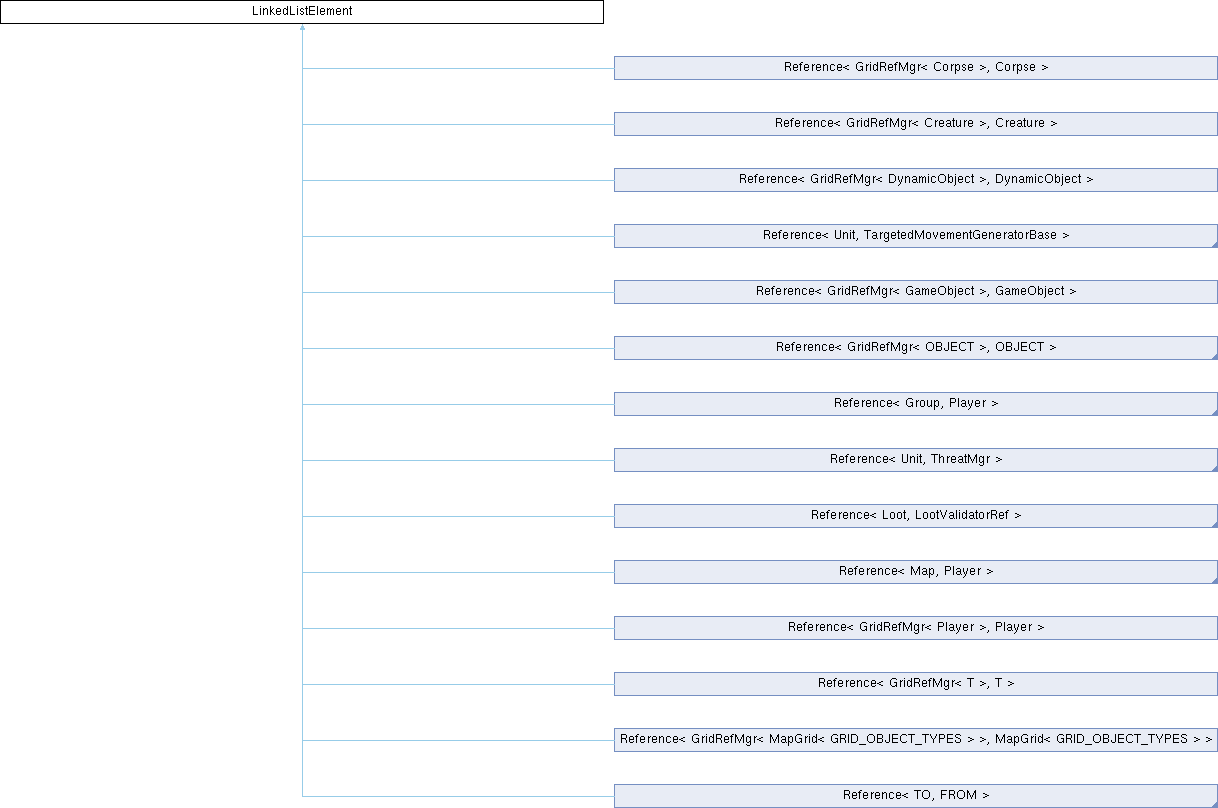 LinkedListElement
Reference< GridRefMgr< Corpse >, Corpse >
Reference< GridRefMgr< Creature >, Creature >
Reference< GridRefMgr< DynamicObject >, DynamicObject >
Reference< Unit, TargetedMovementGeneratorBase >
Reference< GridRefMgr< GameObject >, GameObject >
Reference< GridRefMgr< OBJECT >, OBJECT >
Reference< Group, Player >
Reference< Unit, ThreatMgr >
Reference< Loot, LootValidatorRef >
Reference< Map, Player >
Reference< GridRefMgr< Player >, Player >
Reference< GridRefMgr< T >, T >
Reference< GridRefMgr< MapGrid< GRID_OBJECT_TYPES > >, MapGrid< GRID_OBJECT_TYPES > >
Reference< TO, FROM >